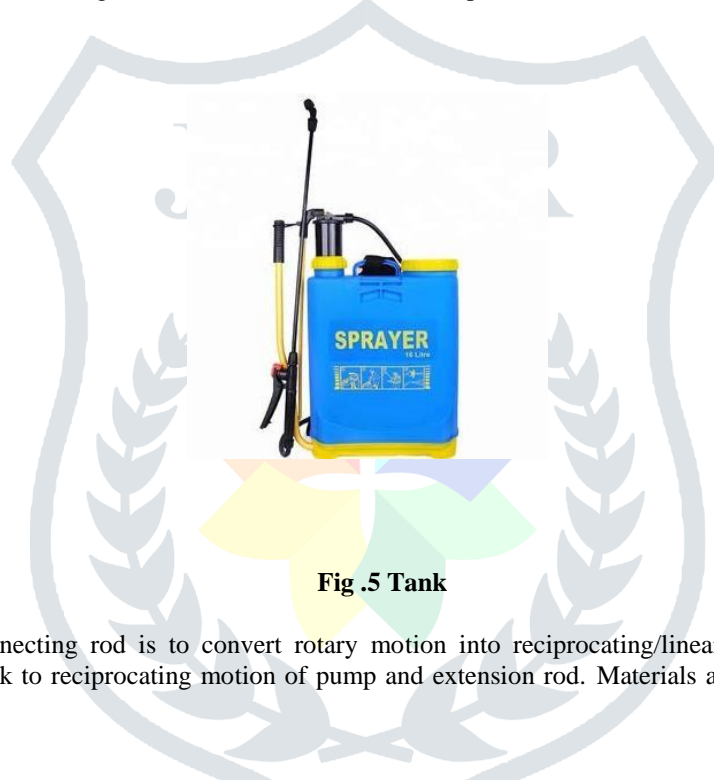 SPRAYER
16 Litre
Fig .5 Tank
necting rod is to convert rotary motion into reciprocating/linear
k to reciprocating motion of pump and extension rod. Materials a